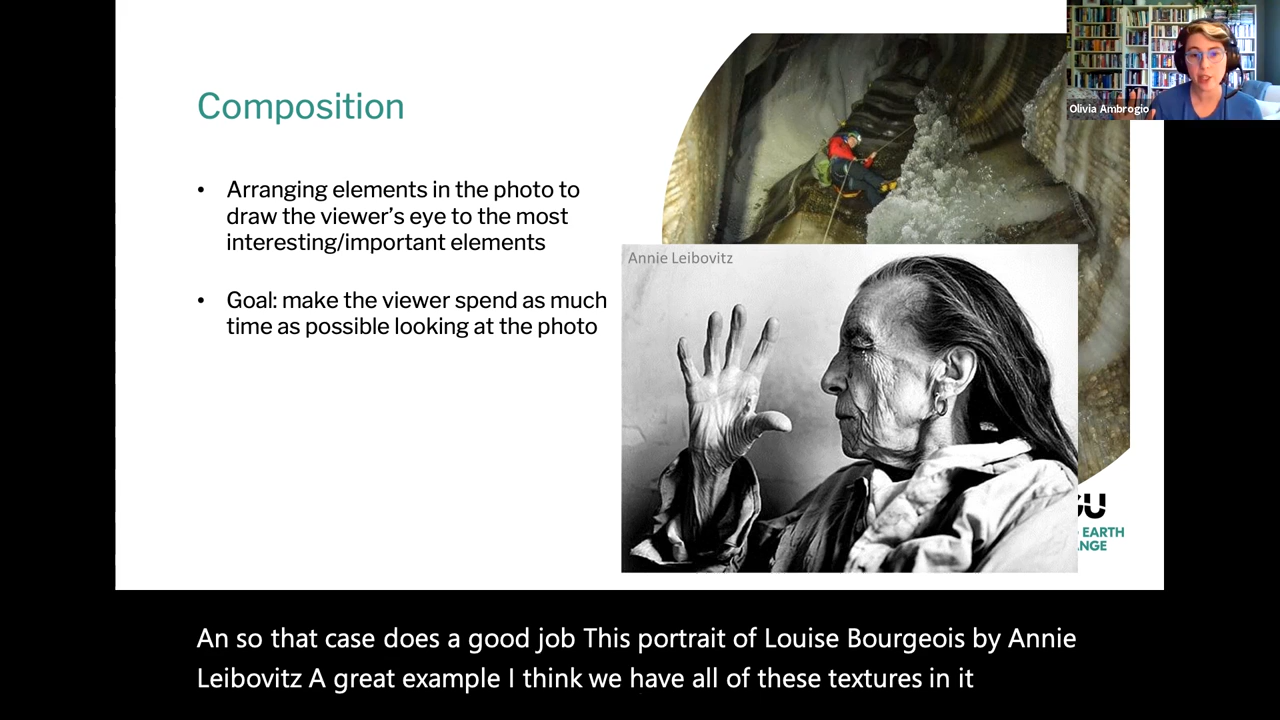 Composition
Olivia Ambrogio
• Arranging elements in the photo to
draw the viewer's eye to the most
interesting/important elements
• Goal: make the viewer spend as much
time as possible looking at the photo
Annie Leibovitz
EARTH
An so that case does a good job This portrait of Louise Bourgeois by Annie
Leibovitz A great example I think we have all of these textures in it